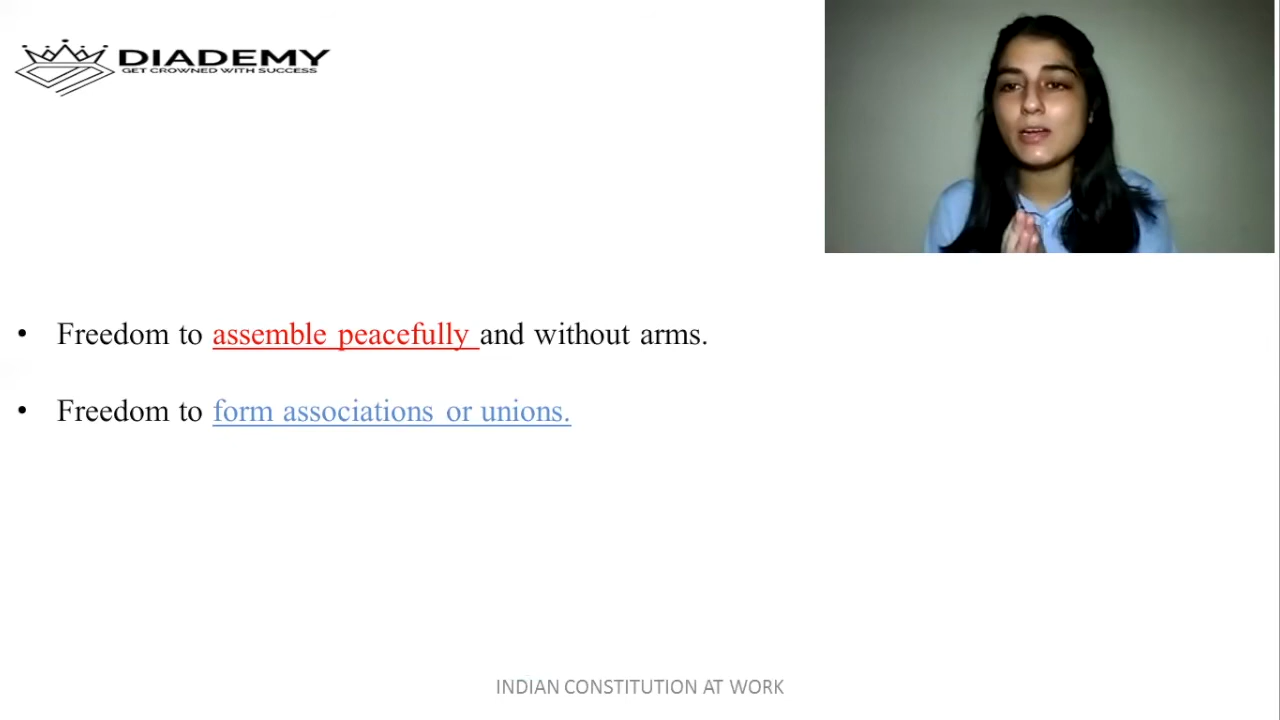 DIADEMY
GET CROWNED WITH SUCCESS
• Freedom to assemble peacefully and without arms.
• Freedom to form associations or unions.
INDIAN CONSTITUTION AT WORK